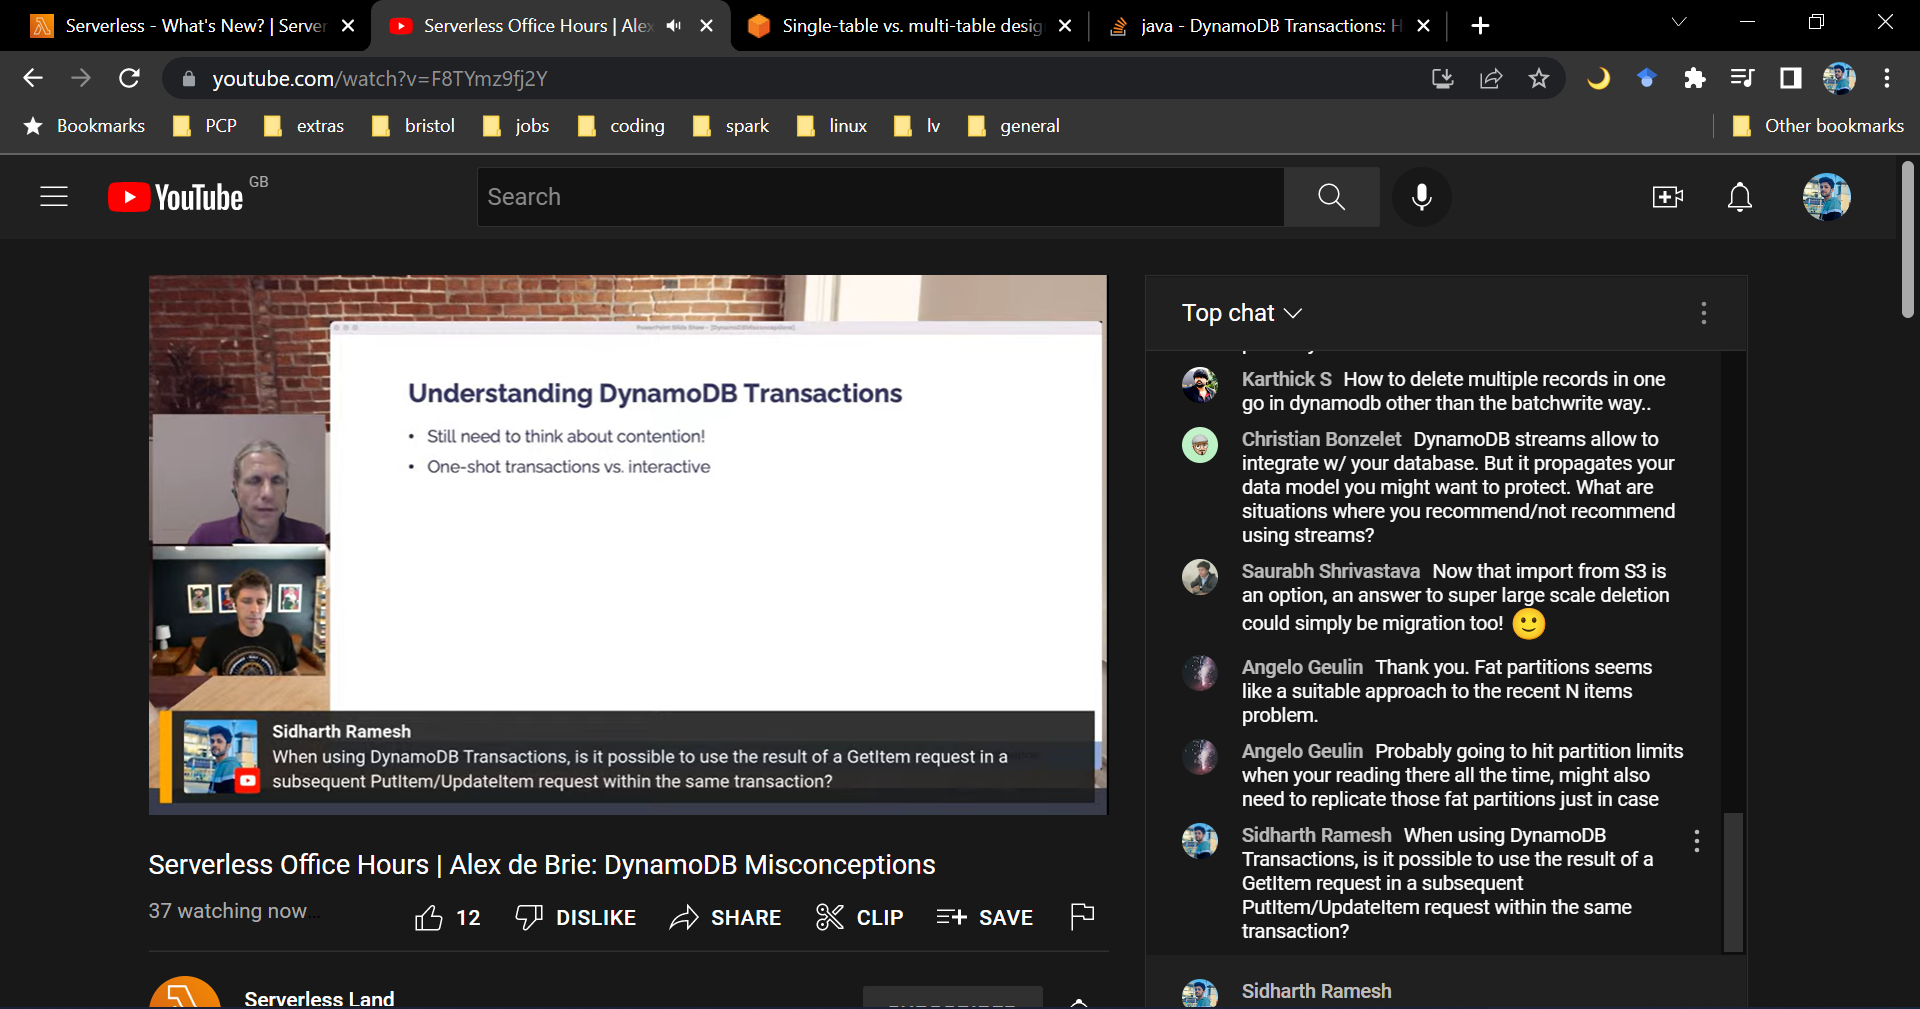 Serverless - What's New? | Server
Serverless Office Hours | Alex
Single-table vs. multi-table desig
java - DynamoDB Transactions: H
youtube.com/watch?v=F8TYmz9fj2Y
Bookmarks
PCP
extras
bristol
jobs
coding
spark
linux
lv
general
Other bookmarks
YouTube GB
Search
PowerPoint Slide Show - [DynamoDBMisconceptions]
Understanding DynamoDB Transactions
• Still need to think about contention!
• One-shot transactions vs. interactive
Sidharth Ramesh
When using DynamoDB Transactions, is it possible to use the result of a GetItem request in a
subsequent PutItem/UpdateItem request within the same transaction?
Serverless Office Hours | Alex de Brie: DynamoDB Misconceptions
37 watching now...
12
DISLIKE
SHARE
CLIP
SAVE
Serverless Land
Top chat
Karthick S How to delete multiple records in one
go in dynamodb other than the batchwrite way..
Christian Bonzelet DynamoDB streams allow to
integrate w/ your database. But it propagates your
data model you might want to protect. What are
situations where you recommend/not recommend
using streams?
Saurabh Shrivastava Now that import from S3 is
an option, an answer to super large scale deletion
could simply be migration too! 🙂
Angelo Geulin Thank you. Fat partitions seems
like a suitable approach to the recent N items
problem.
Angelo Geulin Probably going to hit partition limits
when your reading there all the time, might also
need to replicate those fat partitions just in case
Sidharth Ramesh When using DynamoDB
Transactions, is it possible to use the result of a
GetItem request in a subsequent
PutItem/UpdateItem request within the same
transaction?
Sidharth Ramesh